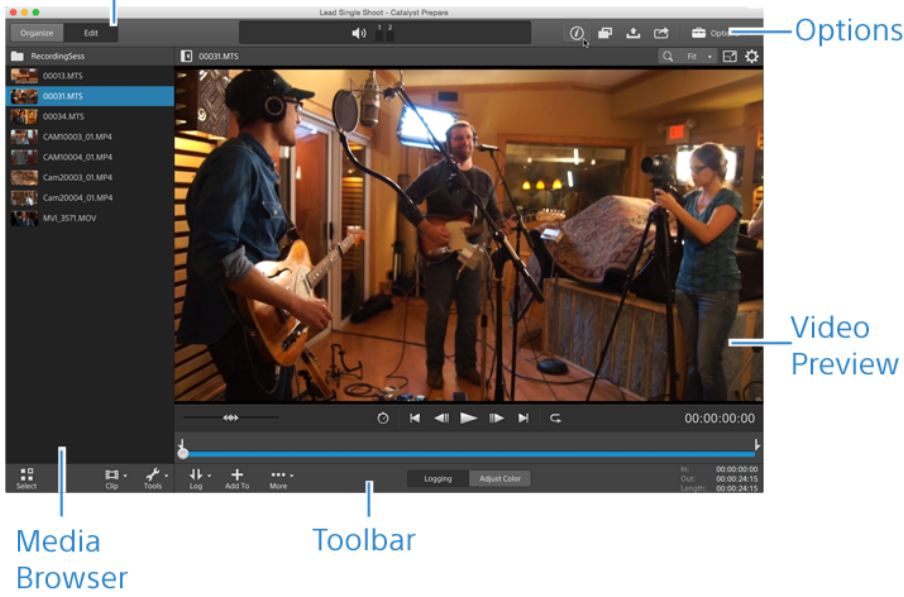 Lead Single Shoot - Catalyst Prepare
Organize
Edit
1 2
Options
RecordingSess
00031.MTS
Fit
00013.MTS
00031.MTS
00034.MTS
CAM10003_01.MP4
CAM10004_01.MP4
Cam20003_01.MP4
Cam20004_01.MP4
MVI_3571.MOV
Video
Preview
00:00:00:00
Select
Clip
Tools
Log
Add To
More
Logging
Adjust Color
In: 00:00:00:00
Out: 00:00:24:15
Length: 00:00:24:15
Media
Browser
Toolbar